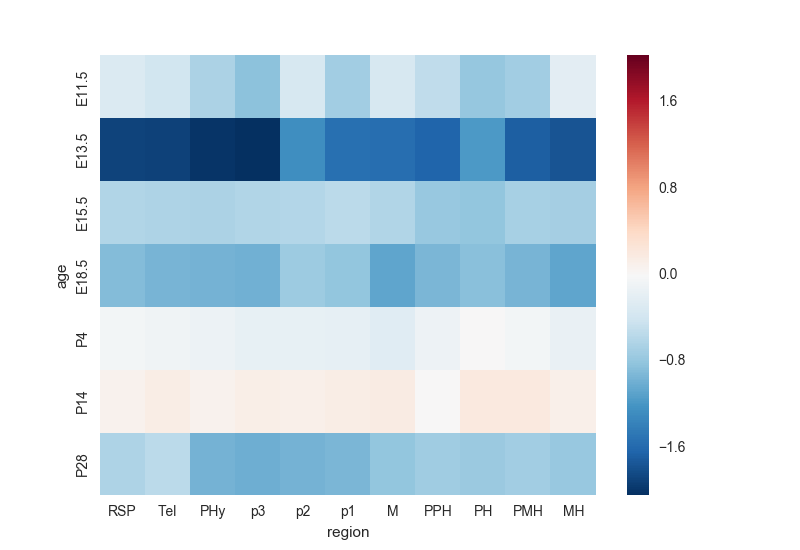 E11.5
E13.5
E15.5
E18.5
P4
P14
P28
age
RSP Tel PHy p3 p2 p1 M PPH PH PMH MH
region
1.6
0.8
0.0
−0.8
−1.6